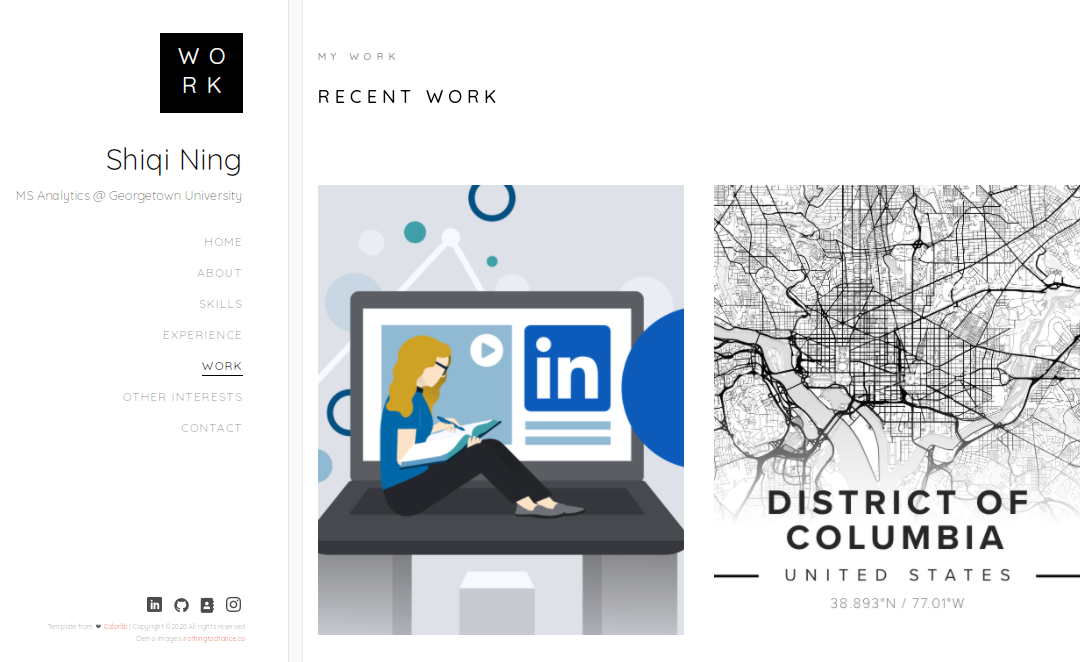 WO
RK
Shiqi Ning
MS Analytics @ Georgetown University
HOME
ABOUT
SKILLS
EXPERIENCE
WORK
OTHER INTERESTS
CONTACT
Template from ❤ Colorlib | Copyright ©2020 All rights reserved
Demo Images nothingtochance.co
MY WORK
RECENT WORK
in
DISTRICT OF
COLUMBIA
UNITED STATES
38.893°N / 77.01°W